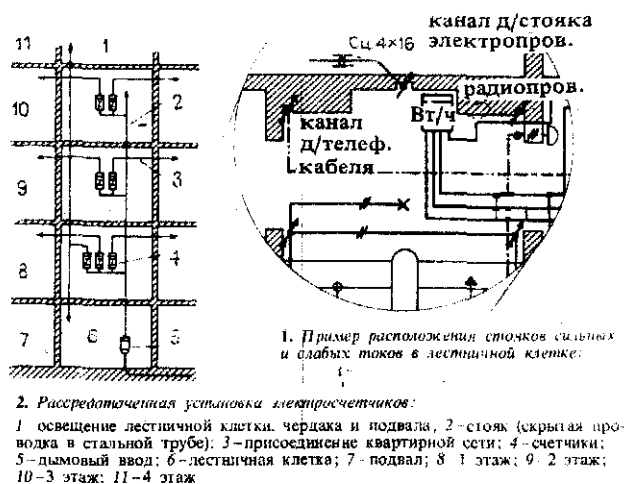 канал д/стояка
11 1
Сц.4×16 электропров.
10 2
радиопров.
Вт/ч
канал
д/телеф.
кабеля
9 3
8 4
7 6 5
1. Пример расположения стояков сильных
и слабых токов в лестничной клетке:
2. Рассредоточенная установка электросчетчиков:
1 освещение лестничной клетки, чердака и подвала, 2-стояк (скрытая про-
водка в стальной трубе); 3-присоединение квартирной сети; 4-счетчики;
5-дымовый ввод; 6-лестничная клетка; 7-подвал; 8 1 этаж; 9-2 этаж;
10-3 этаж; 11-4 этаж